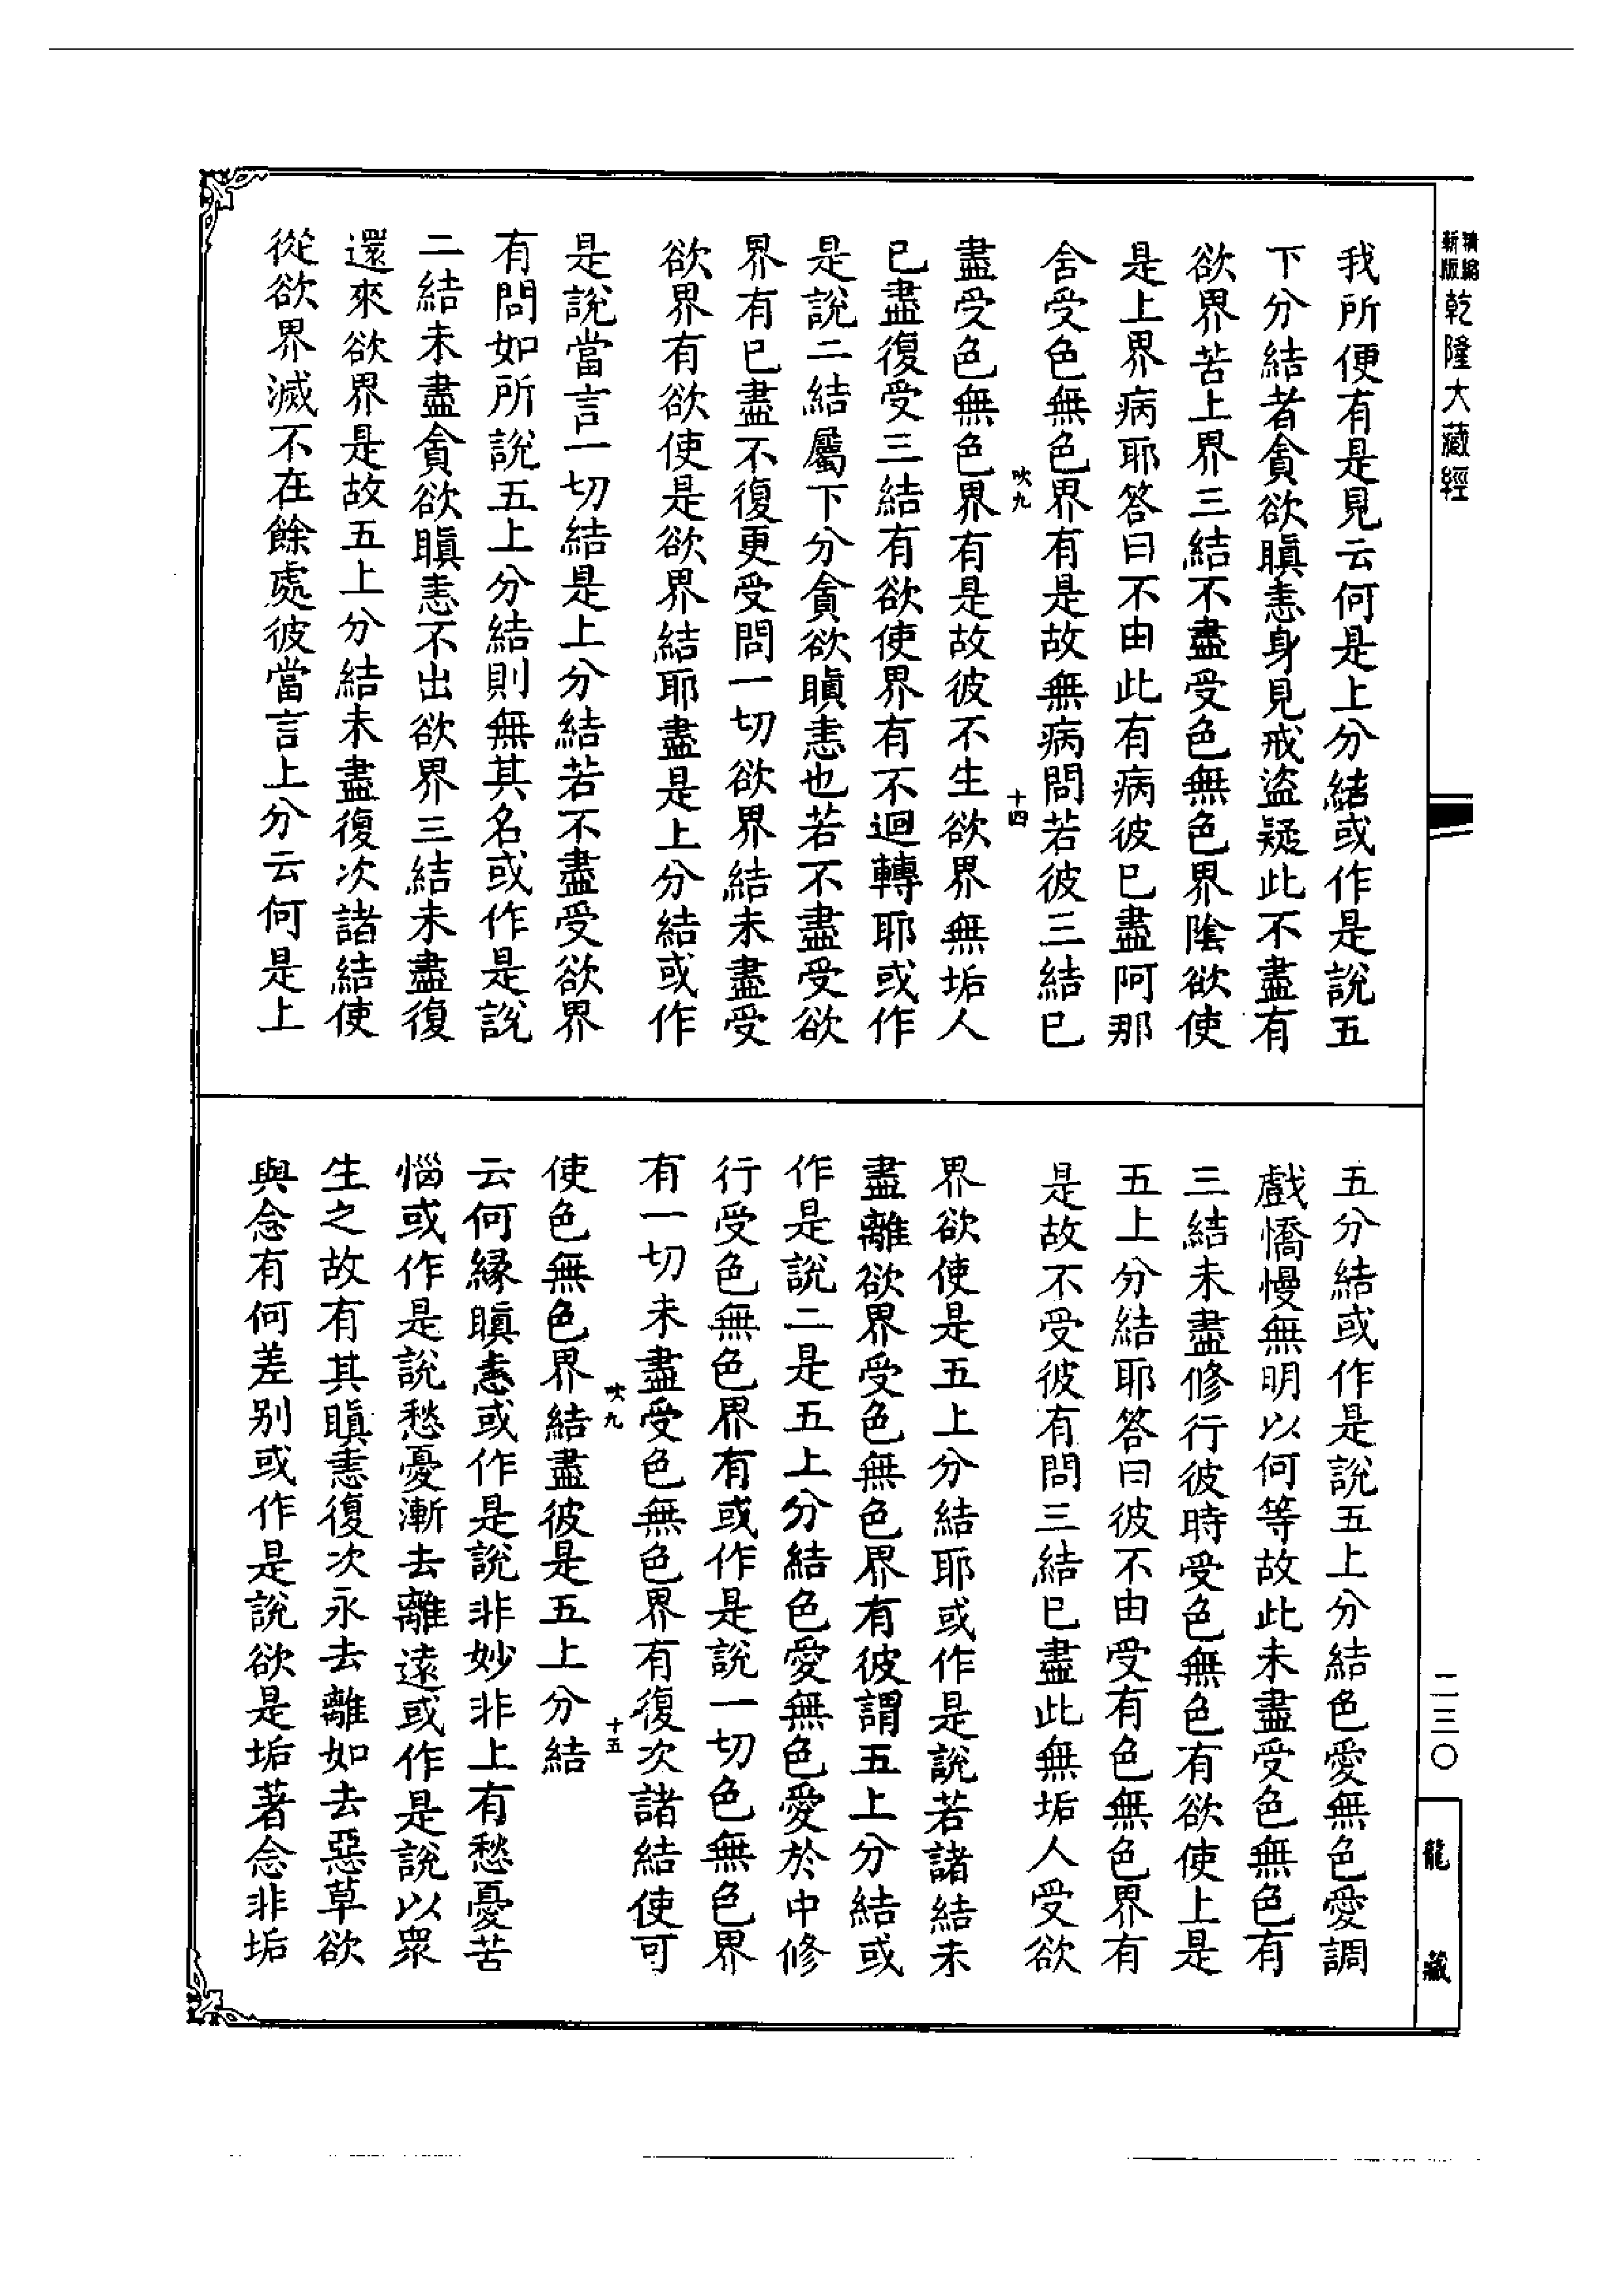 精縮
新版
乾隆大藏經
我所便有是見云何是上分結或作是說五
下分結者貪欲瞋恚身見戒盜疑此不盡有
欲界苦上界三結不盡受色無色界陰欲使
是上界病耶答曰不由此有病彼已盡阿那
舍受色無色界有是故無病問若彼三結已
吠九
十四
盡受色無色界有是故彼不生欲界無垢人
已盡復受三結有欲使界有不迴轉耶或作
是說二結屬下分貪欲瞋恚也若不盡受欲
界有已盡不復更受問一切欲界結未盡受
欲界有欲使是欲界結耶盡是上分結或作
是說當言一切結是上分結若不盡受欲界
有問如所說五上分結則無其名或作是說
二結未盡貪欲瞋恚不出欲界三結未盡復
還來欲界是故五上分結未盡復次諸結使
從欲界滅不在餘處彼當言上分云何是上
五分結或作是說五上分結色愛無色愛調
戲憍慢無明以何等故此未盡受色無色有
三結未盡修行彼時受色無色有欲使上是
五上分結耶答曰彼不由受有色無色界有
是故不受彼有問三結已盡此無垢人受欲
界欲使是五上分結耶或作是說若諸結未
盡離欲界受色無色界有彼謂五上分結或
作是說二是五上分結色愛無色愛於中修
行受色無色界有或作是說一切色無色界
有一切未盡受色無色界有復次諸結使可
吠九
十五
使色無色界結盡彼是五上分結
云何緣瞋恚或作是說非妙非上有愁憂苦
惱或作是說愁憂漸去離遠或作是說以眾
生之故有其瞋恚復次永去離如去惡草欲
與念有何差別或作是說欲是垢著念非垢
二三〇
龍藏